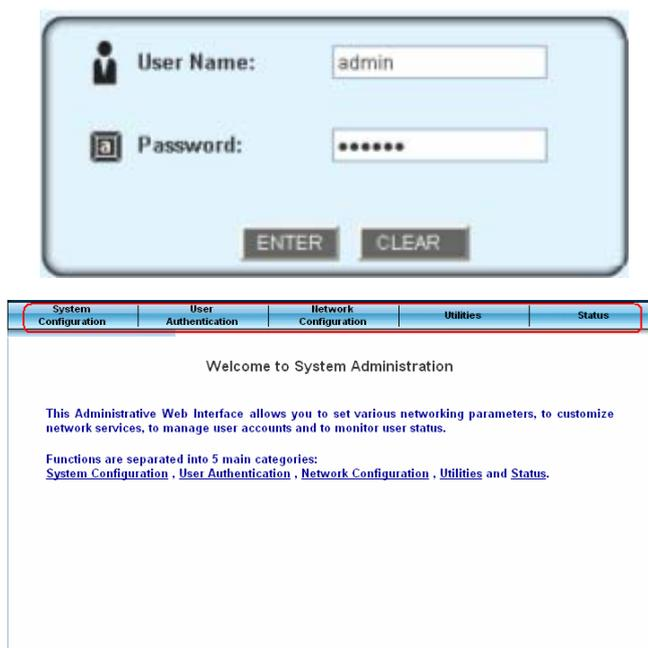 User Name:
admin
a
Password:
••••••
ENTER
CLEAR
System Configuration
User Authentication
Network Configuration
Utilities
Status
Welcome to System Administration
This Administrative Web Interface allows you to set various networking parameters, to customize
network services, to manage user accounts and to monitor user status.
Functions are separated into 5 main categories:
System Configuration , User Authentication , Network Configuration , Utilities and Status.